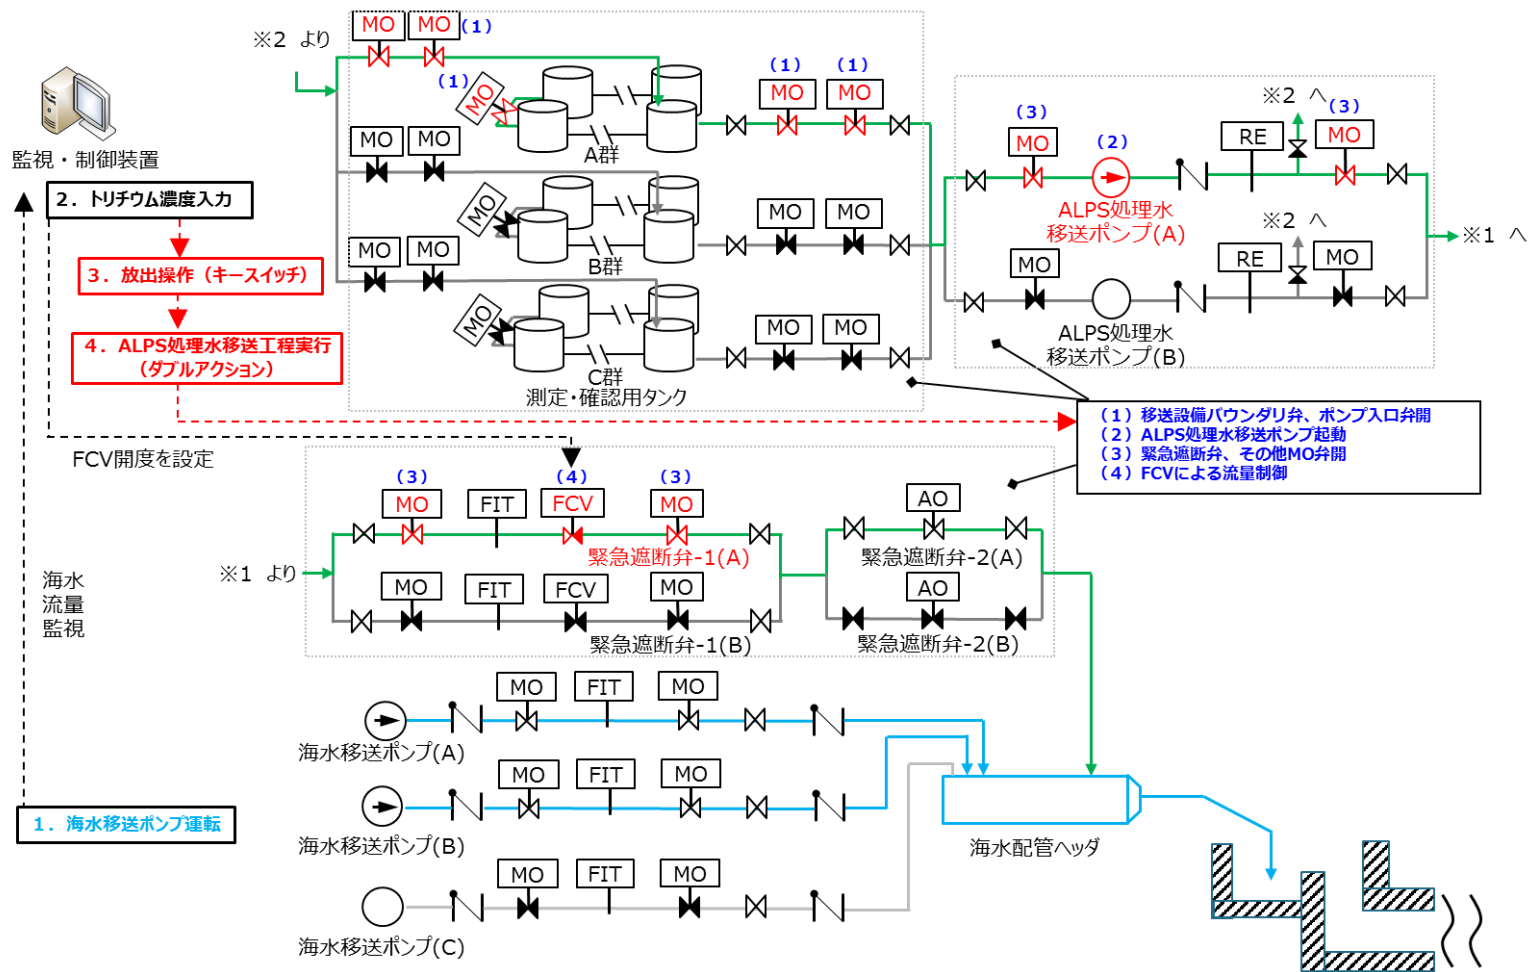 ※2 より
MO
MO
(1)
(1)
MO
(1)
(1)
MO
MO
A群
監視・制御装置
2．トリチウム濃度入力
3．放出操作（キースイッチ）
4．ALPS処理水移送工程実行
（ダブルアクション）
FCV開度を設定
海水
流量
監視
1．海水移送ポンプ運転
MO
MO
MO
MO
MO
B群
MO
MO
MO
MO
MO
C群
測定・確認用タンク
(3)
MO
(2)
ALPS処理水
移送ポンプ(A)
RE
※2 へ
(3)
MO
※1 へ
MO
ALPS処理水
移送ポンプ(B)
RE
※2 へ
MO
（1）移送設備バウンダリ弁、ポンプ入口弁開
（2）ALPS処理水移送ポンプ起動
（3）緊急遮断弁、その他MO弁開
（4）FCVによる流量制御
※1 より
(3)
MO
FIT
(4)
FCV
(3)
MO
緊急遮断弁-1(A)
AO
緊急遮断弁-2(A)
MO
FIT
FCV
MO
緊急遮断弁-1(B)
AO
緊急遮断弁-2(B)
MO
FIT
MO
海水移送ポンプ(A)
MO
FIT
MO
海水移送ポンプ(B)
MO
FIT
MO
海水移送ポンプ(C)
海水配管ヘッダ